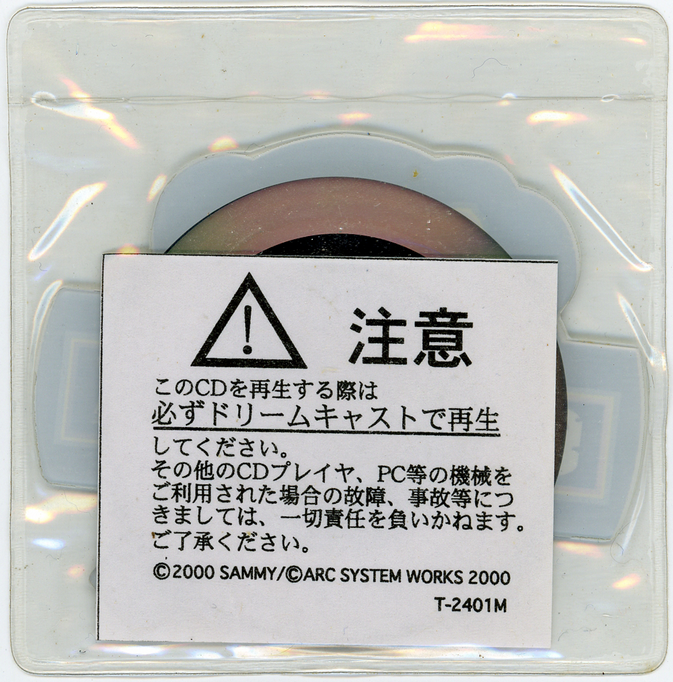 注意
このCDを再生する際は
必ずドリームキャストで再生
してください。
その他のCDプレイヤ、PC等の機械を
ご利用された場合の故障、事故等につ
きましては、一切責任を負いかねます。
ご了承ください。
©2000 SAMMY/©ARC SYSTEM WORKS 2000
T-2401M